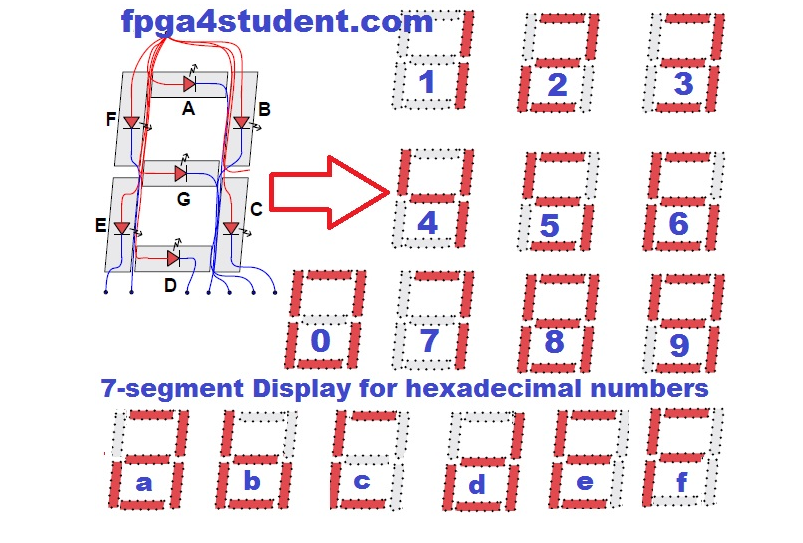 fpga4student.com
A
F
B
G
E
C
D
1
2
3
4
5
6
0
7
8
9
7-segment Display for hexadecimal numbers
a
b
c
d
e
f